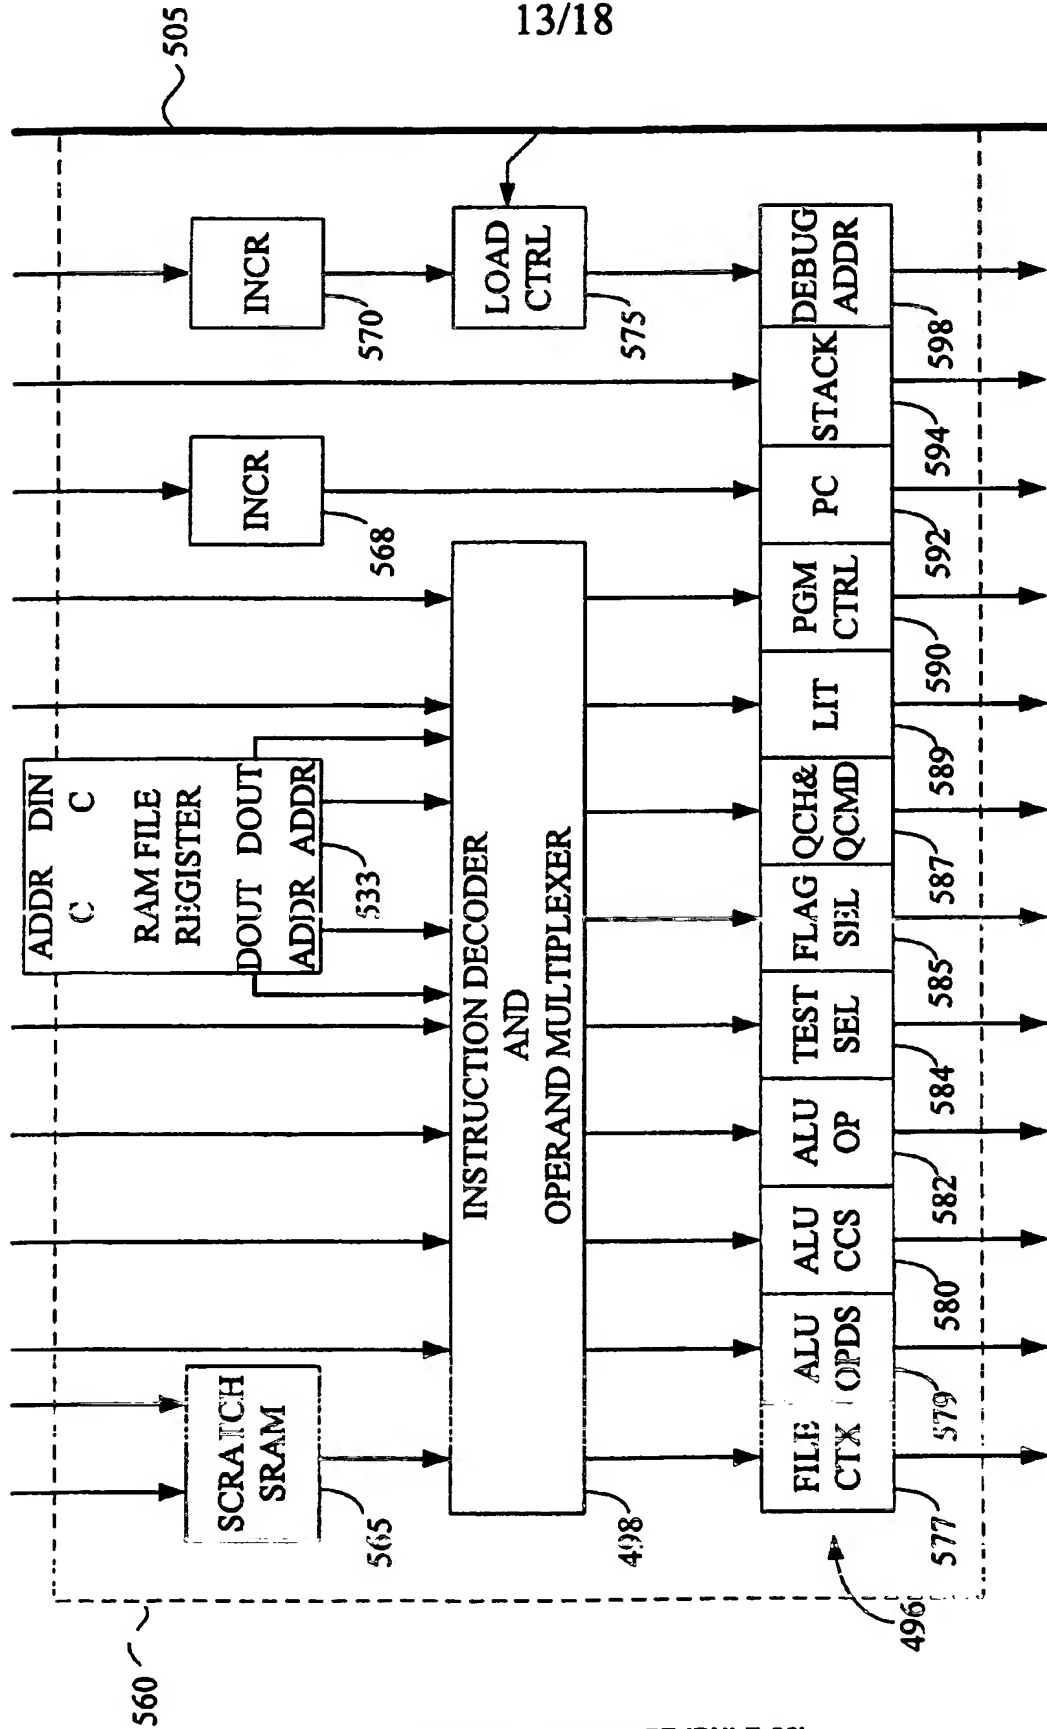 13/18
505
560
SCRATCH
SRAM
565
ADDR DIN
C C
RAM FILE
REGISTER
DOUT DOUT
ADDR ADDR
533
INCR
568
INCR
570
INSTRUCTION DECODER
AND
OPERAND MULTIPLEXER
498
LOAD
CTRL
575
496
FILE
CTX
577
ALU
OPDS
579
ALU
CCS
580
ALU
OP
582
TEST
SEL
584
FLAG
SEL
585
QCH&
QCMD
587
LIT
589
PGM
CTRL
590
PC
592
STACK
594
DEBUG
ADDR
598